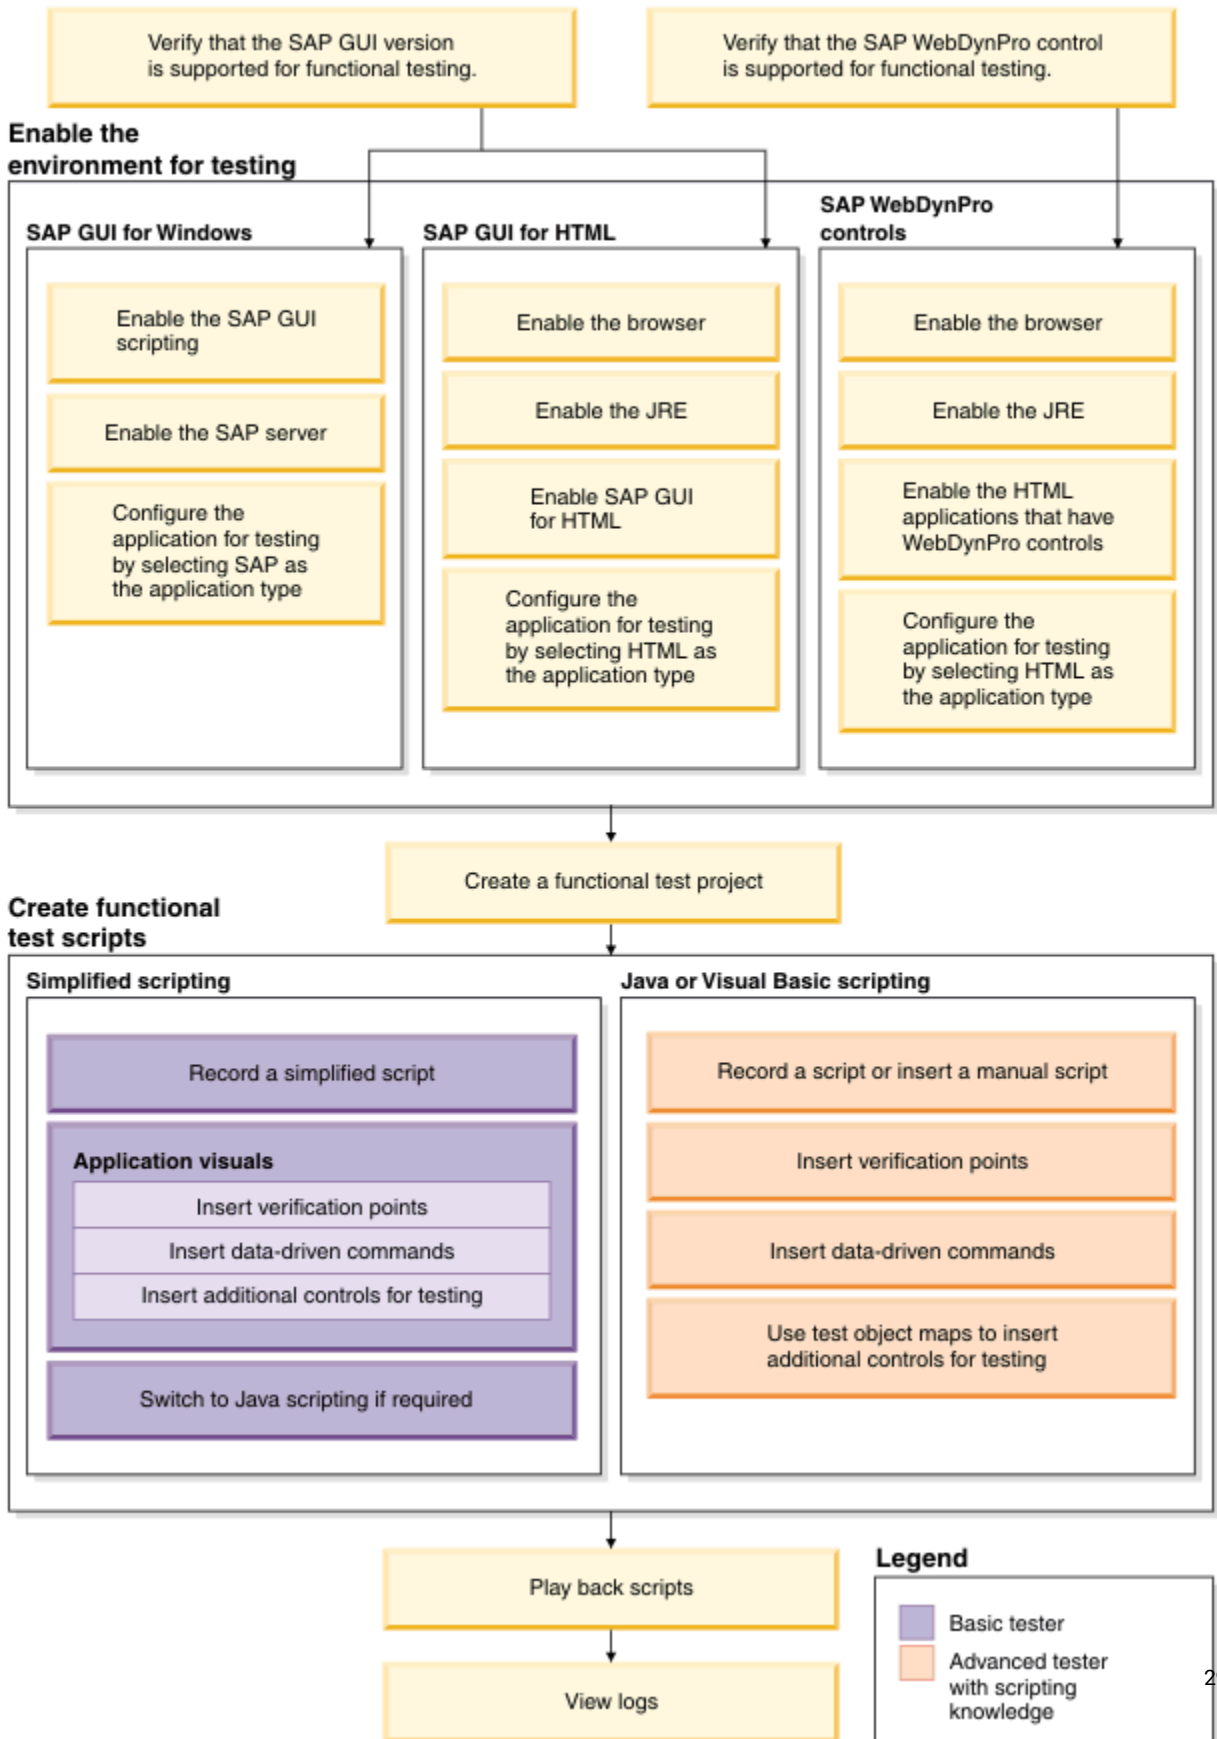 Verify that the SAP GUI version
is supported for functional testing.
Verify that the SAP WebDynPro control
is supported for functional testing.
Enable the
environment for testing
SAP GUI for Windows
Enable the SAP GUI
scripting
Enable the SAP server
Configure the
application for testing
by selecting SAP as
the application type
SAP GUI for HTML
Enable the browser
Enable the JRE
Enable SAP GUI
for HTML
Configure the
application for testing
by selecting HTML as
the application type
SAP WebDynPro
controls
Enable the browser
Enable the JRE
Enable the HTML
applications that have
WebDynPro controls
Configure the
application for testing
by selecting HTML as
the application type
Create a functional test project
Create functional
test scripts
Simplified scripting
Record a simplified script
Application visuals
Insert verification points
Insert data-driven commands
Insert additional controls for testing
Switch to Java scripting if required
Java or Visual Basic scripting
Record a script or insert a manual script
Insert verification points
Insert data-driven commands
Use test object maps to insert
additional controls for testing
Play back scripts
View logs
Legend
Basic tester
Advanced tester
with scripting
knowledge
2